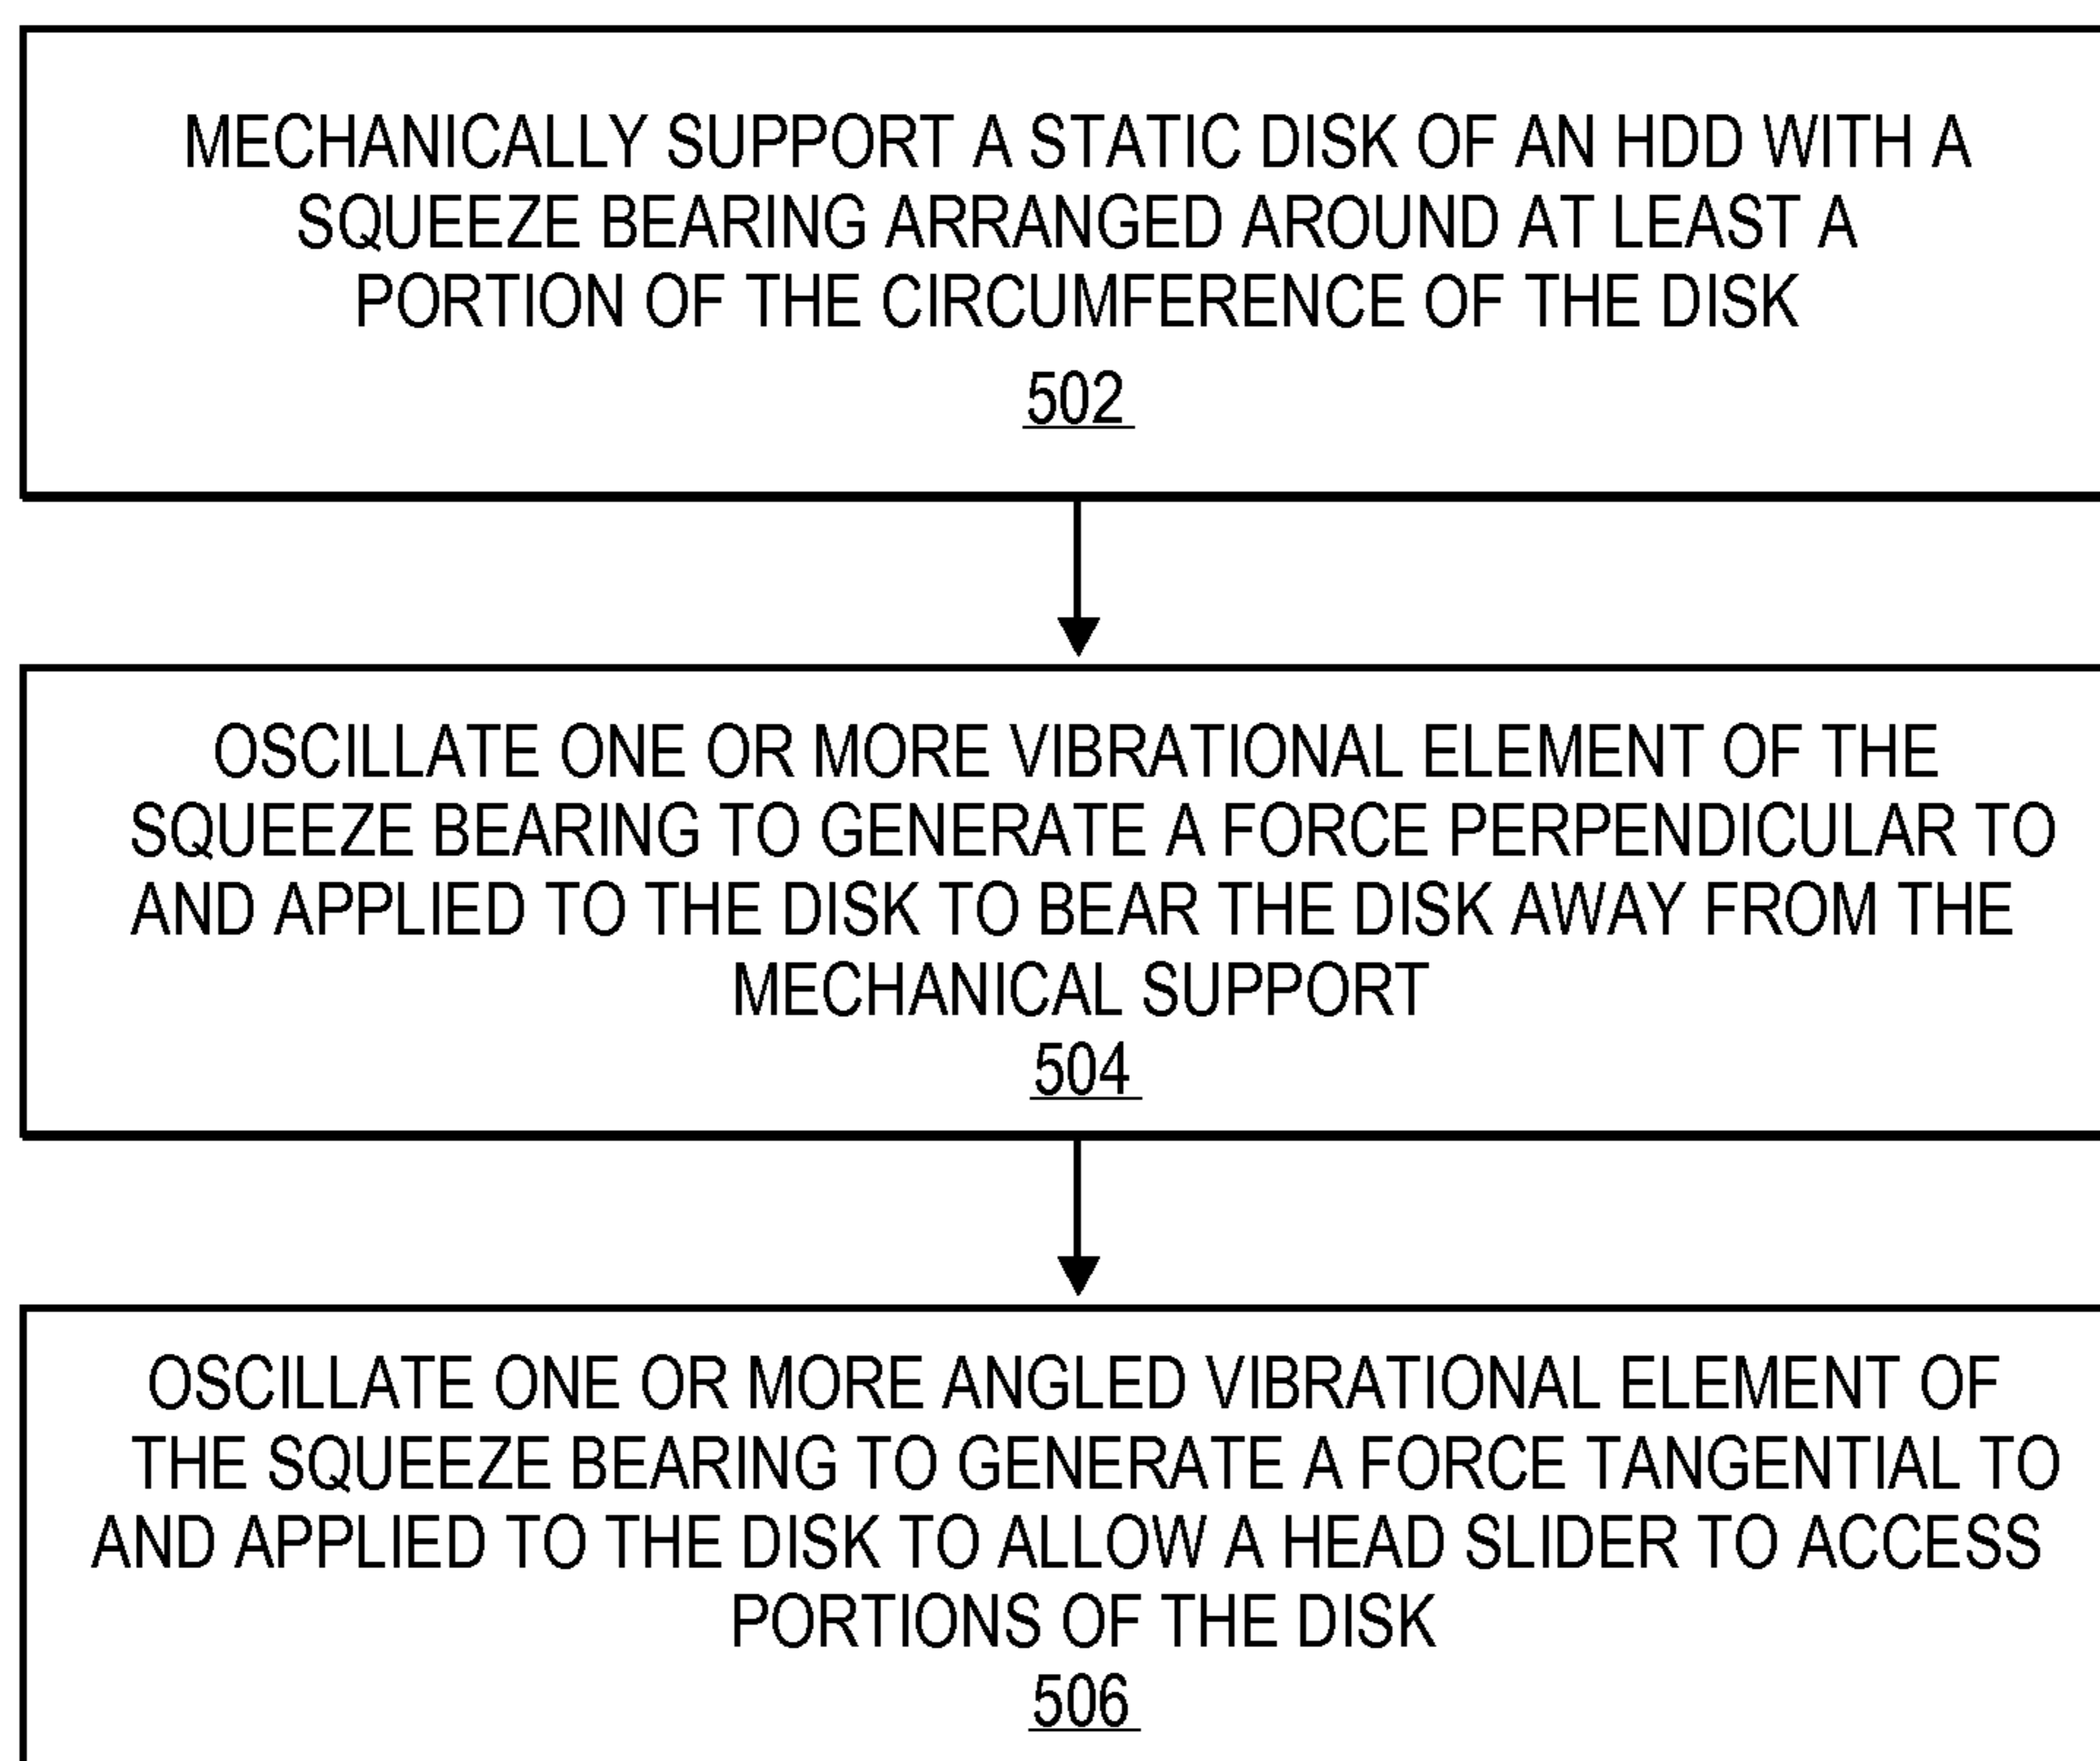 MECHANICALLY SUPPORT A STATIC DISK OF AN HDD WITH A
SQUEEZE BEARING ARRANGED AROUND AT LEAST A
PORTION OF THE CIRCUMFERENCE OF THE DISK
502
OSCILLATE ONE OR MORE VIBRATIONAL ELEMENT OF THE
SQUEEZE BEARING TO GENERATE A FORCE PERPENDICULAR TO
AND APPLIED TO THE DISK TO BEAR THE DISK AWAY FROM THE
MECHANICAL SUPPORT
504
OSCILLATE ONE OR MORE ANGLED VIBRATIONAL ELEMENT OF
THE SQUEEZE BEARING TO GENERATE A FORCE TANGENTIAL TO
AND APPLIED TO THE DISK TO ALLOW A HEAD SLIDER TO ACCESS
PORTIONS OF THE DISK
506